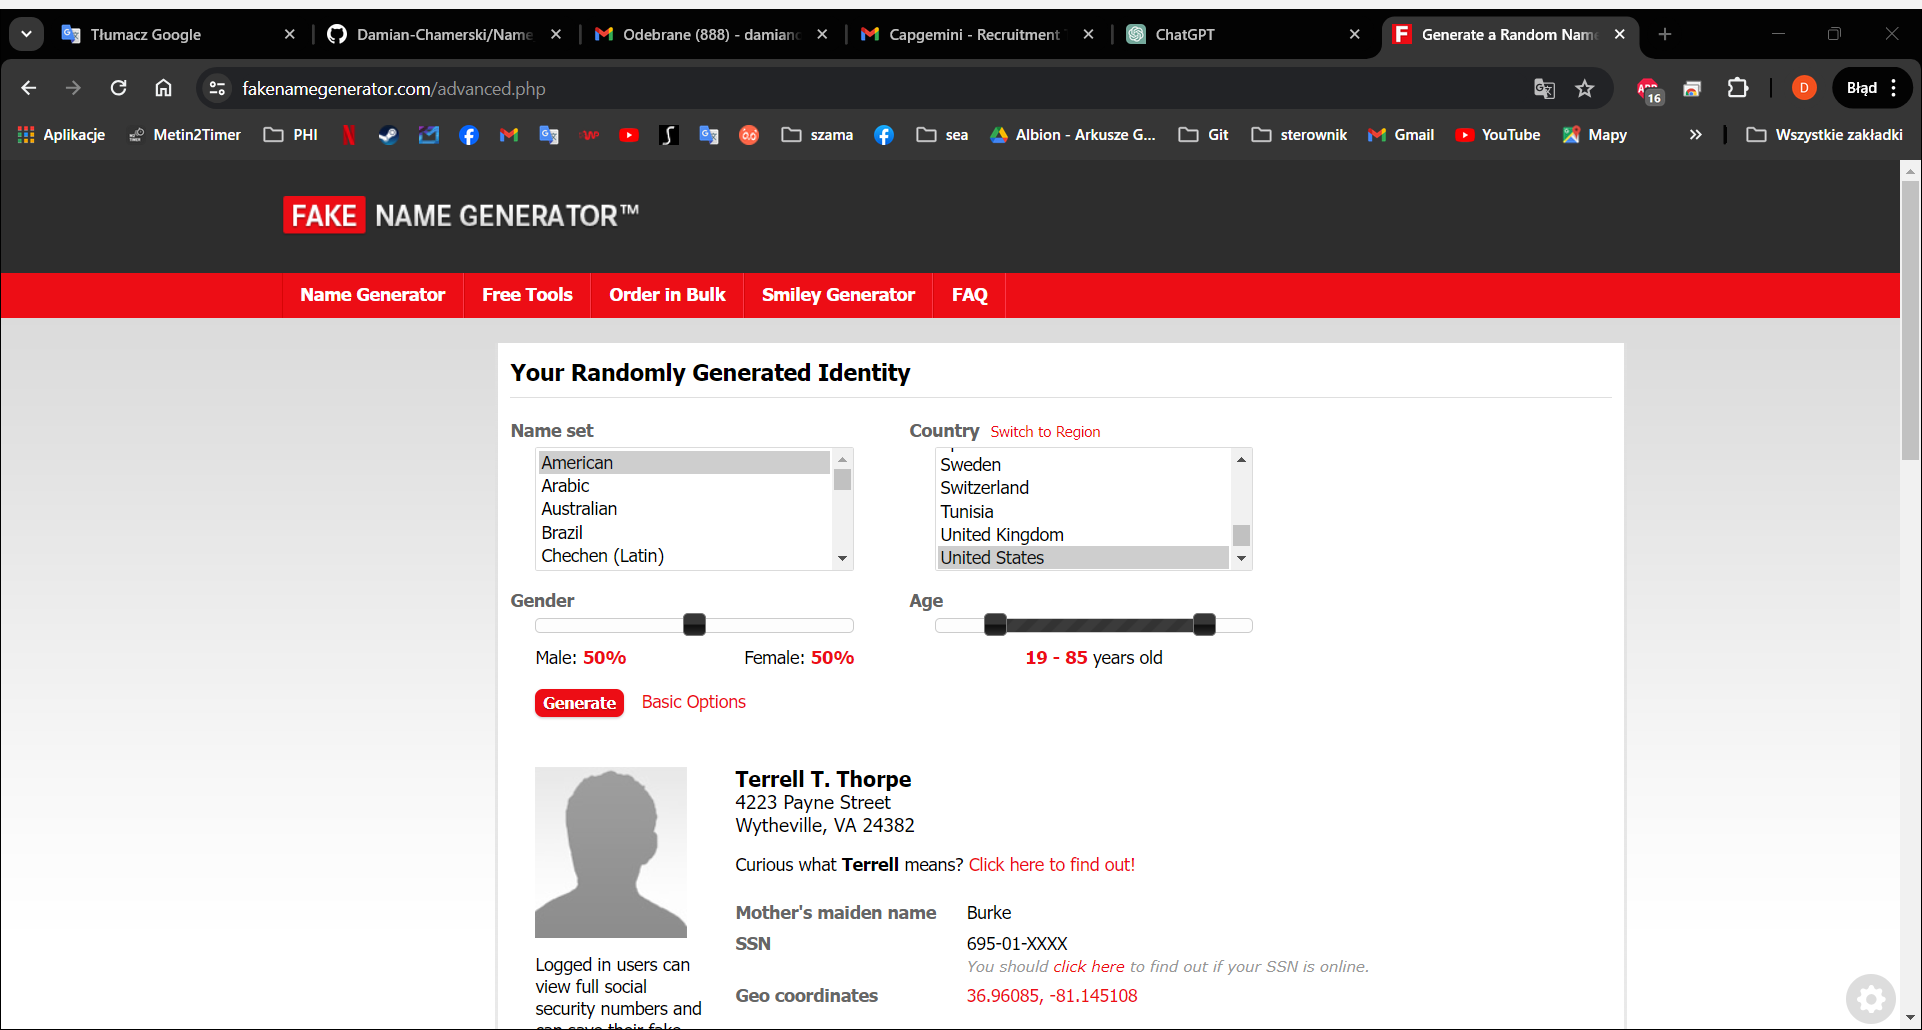 Tłumacz Google
Damian-Chamerski/Name
Odebrane (888) - damianc
Capgemini - Recruitment T
ChatGPT
Generate a Random Name
fakenamegenerator.com/advanced.php
16
D
Błąd
Aplikacje
Metin2Timer
PHI
szama
sea
Albion - Arkusze G...
Git
sterownik
Gmail
YouTube
Mapy
Wszystkie zakładki
FAKE NAME GENERATOR™
Name Generator
Free Tools
Order in Bulk
Smiley Generator
FAQ
Your Randomly Generated Identity
Name set
American
Arabic
Australian
Brazil
Chechen (Latin)
Country Switch to Region
Sweden
Switzerland
Tunisia
United Kingdom
United States
Gender
Male: 50%
Female: 50%
Age
19 - 85 years old
Generate
Basic Options
Terrell T. Thorpe
4223 Payne Street
Wytheville, VA 24382
Curious what Terrell means? Click here to find out!
Mother's maiden name Burke
SSN 695-01-XXXX
You should click here to find out if your SSN is online.
Geo coordinates 36.96085, -81.145108
Logged in users can
view full social
security numbers and
can save their fake